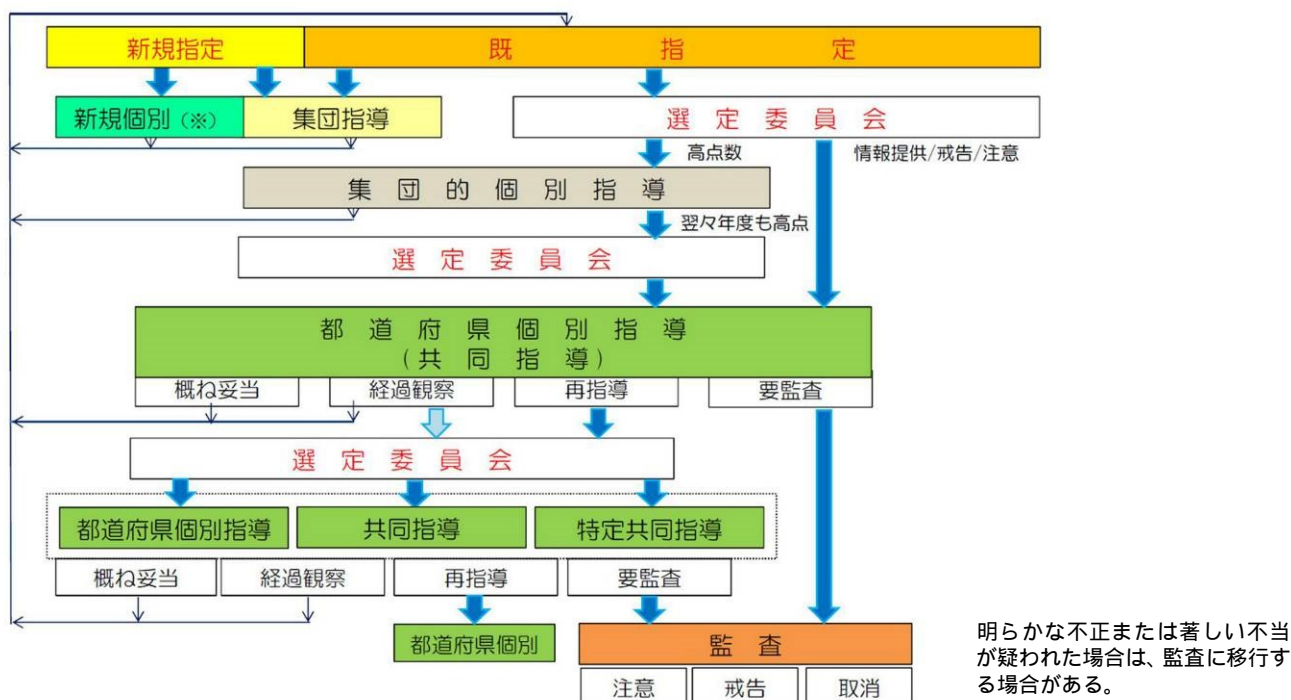 新規指定
既指定
新規個別（※）
集団指導
選定委員会
高点数
情報提供/戒告/注意
集団的個別指導
翌々年度も高点
選定委員会
都道府県個別指導
（共同指導）
概ね妥当
経過観察
再指導
要監査
選定委員会
都道府県個別指導
共同指導
特定共同指導
概ね妥当
経過観察
再指導
要監査
都道府県個別
監査
注意
戒告
取消
明らかな不正または著しい不当
が疑われた場合は、監査に移行す
る場合がある。